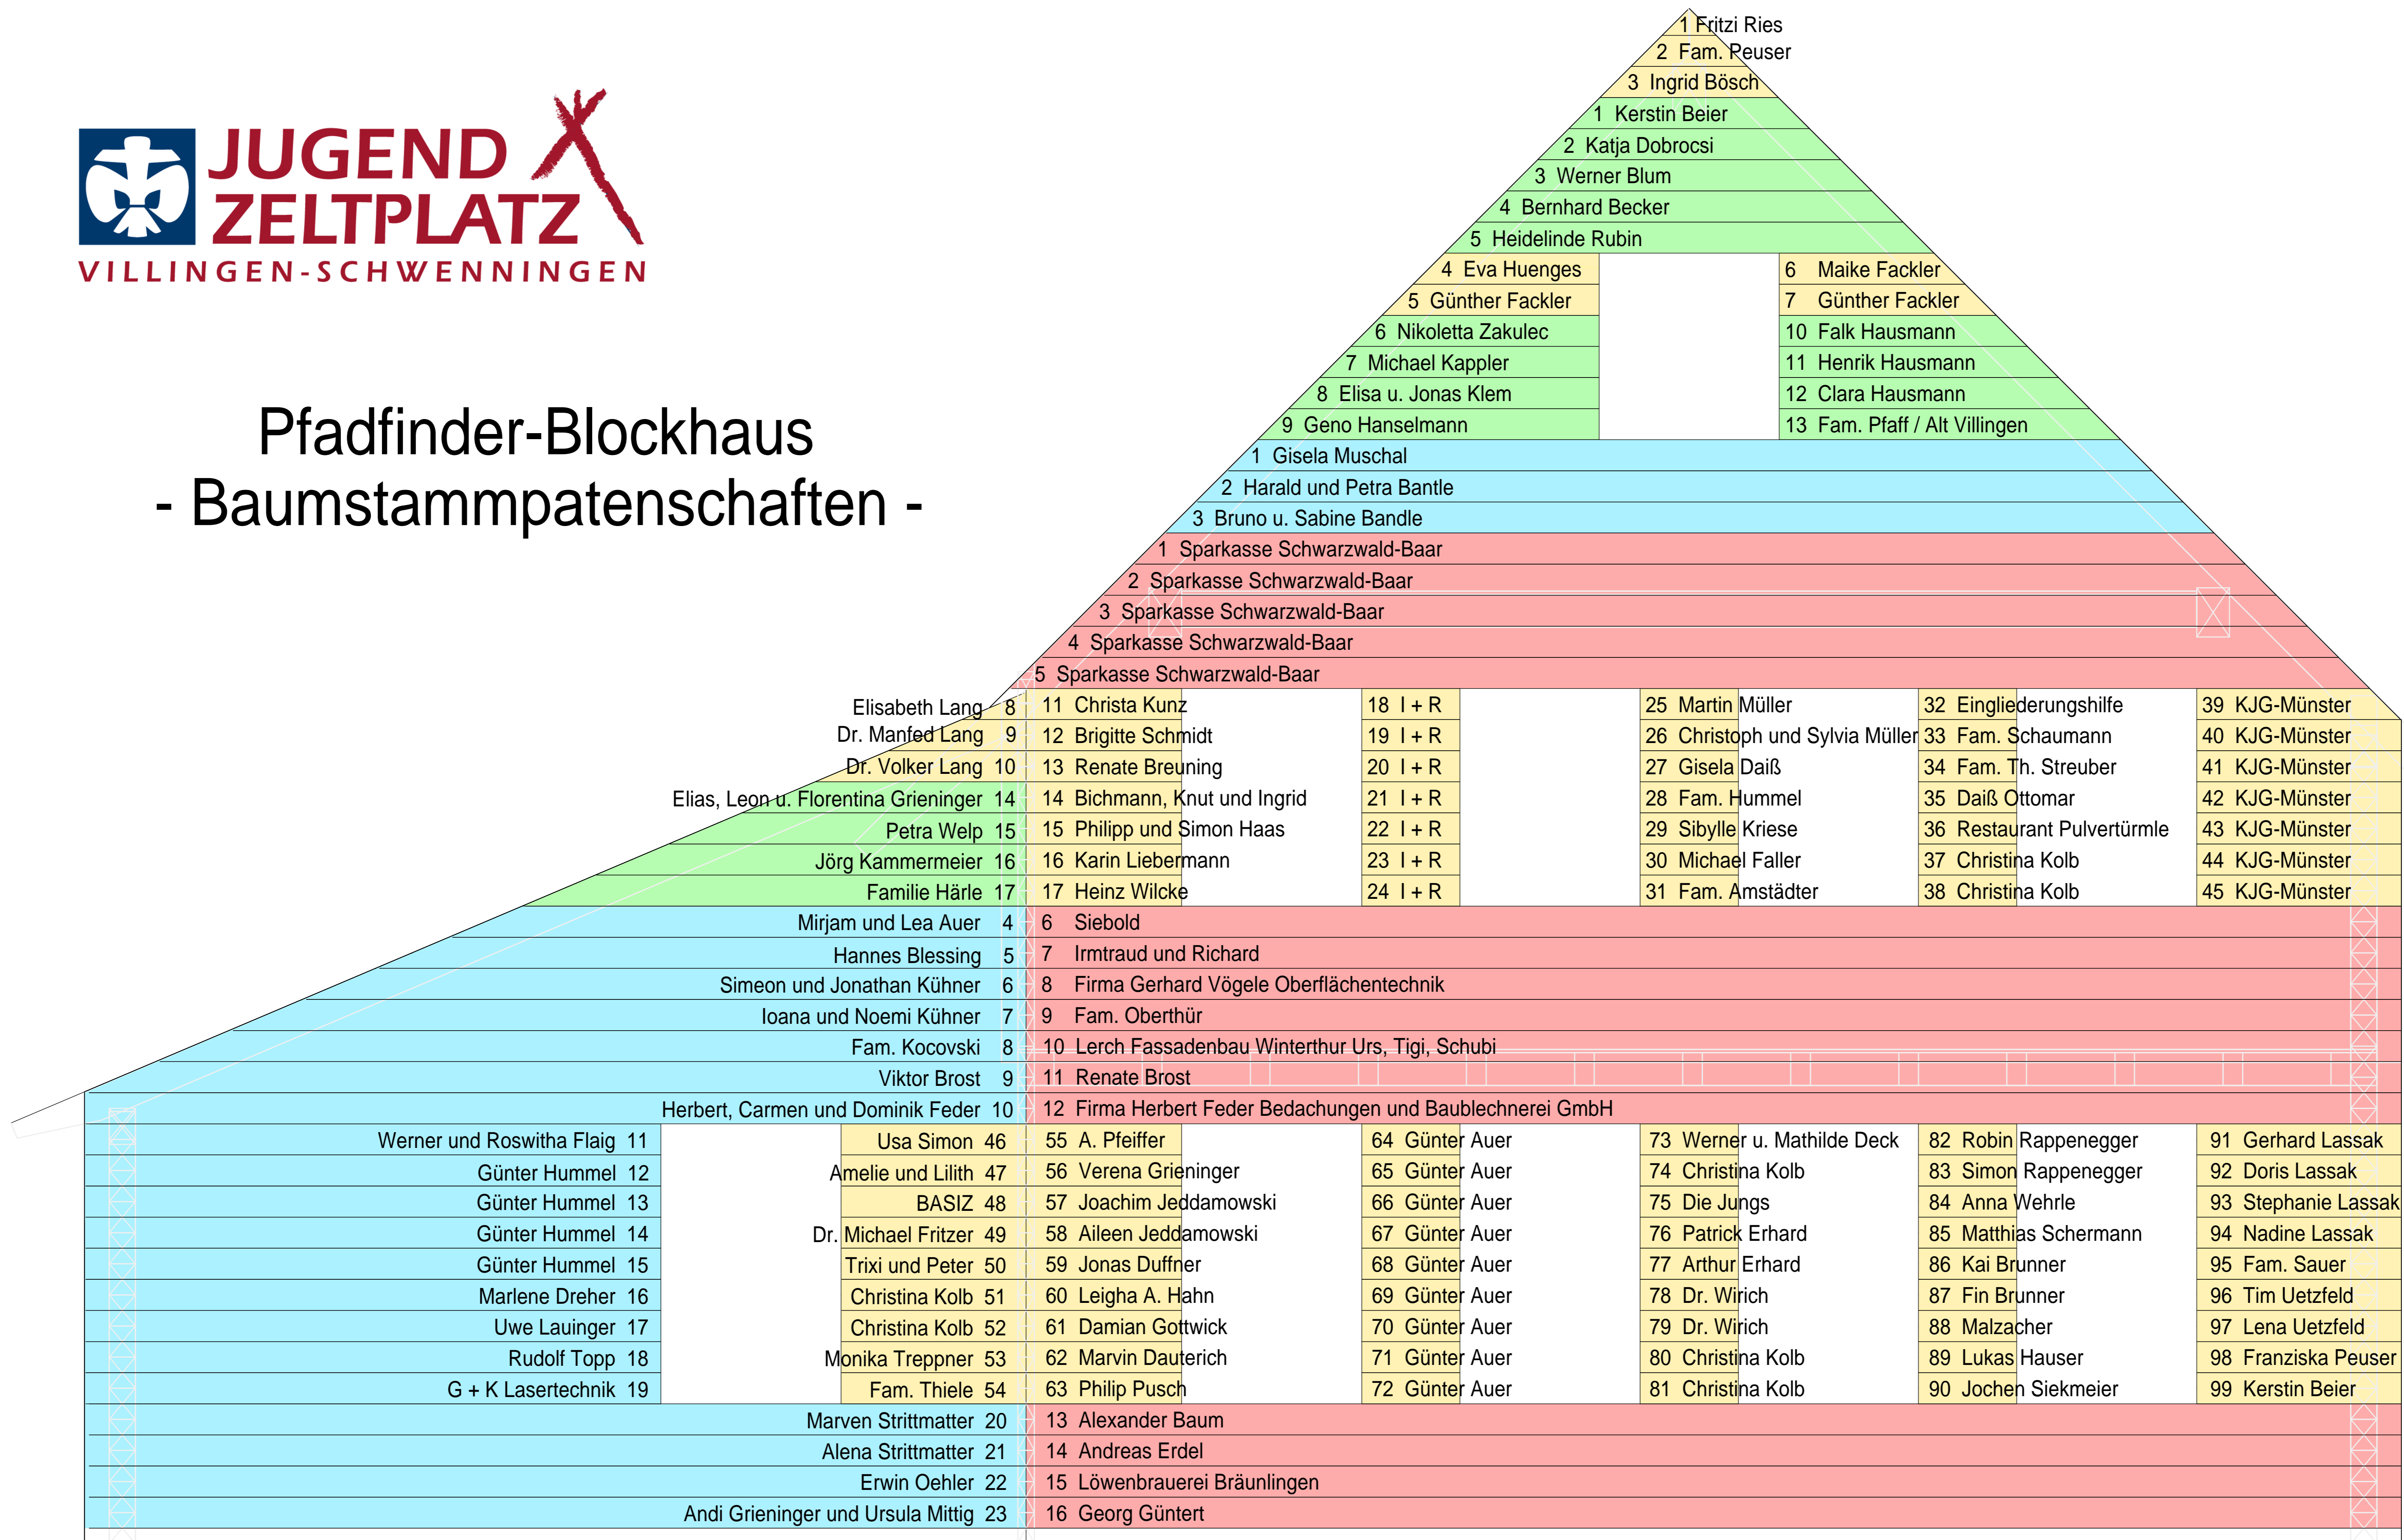 JUGEND
ZELTPLATZ
VILLINGEN-SCHWENNINGEN
Pfadfinder-Blockhaus
- Baumstammpatenschaften -
1 Fritzi Ries
2 Fam. Peuser
3 Ingrid Bösch
1 Kerstin Beier
2 Katja Dobrocsi
3 Werner Blum
4 Bernhard Becker
5 Heidelinde Rubin
4 Eva Huenges 6 Maike Fackler
5 Günther Fackler 7 Günther Fackler
6 Nikoletta Zakulec 10 Falk Hausmann
7 Michael Kappler 11 Henrik Hausmann
8 Elisa u. Jonas Klem 12 Clara Hausmann
9 Geno Hanselmann 13 Fam. Pfaff / Alt Villingen
1 Gisela Muschal
2 Harald und Petra Bantle
3 Bruno u. Sabine Bandle
1 Sparkasse Schwarzwald-Baar
2 Sparkasse Schwarzwald-Baar
3 Sparkasse Schwarzwald-Baar
4 Sparkasse Schwarzwald-Baar
5 Sparkasse Schwarzwald-Baar
Elisabeth Lang 8 11 Christa Kunz 18 I + R 25 Martin Müller 32 Eingliederungshilfe 39 KJG-Münster
Dr. Manfed Lang 9 12 Brigitte Schmidt 19 I + R 26 Christoph und Sylvia Müller 33 Fam. Schaumann 40 KJG-Münster
Dr. Volker Lang 10 13 Renate Breuning 20 I + R 27 Gisela Daiß 34 Fam. Th. Streuber 41 KJG-Münster
Elias, Leon u. Florentina Grieninger 14 14 Bichmann, Knut und Ingrid 21 I + R 28 Fam. Hummel 35 Daiß Ottomar 42 KJG-Münster
Petra Welp 15 15 Philipp und Simon Haas 22 I + R 29 Sibylle Kriese 36 Restaurant Pulvertürmle 43 KJG-Münster
Jörg Kammermeier 16 16 Karin Liebermann 23 I + R 30 Michael Faller 37 Christina Kolb 44 KJG-Münster
Familie Härle 17 17 Heinz Wilcke 24 I + R 31 Fam. Amstädter 38 Christina Kolb 45 KJG-Münster
Mirjam und Lea Auer 4 6 Siebold
Hannes Blessing 5 7 Irmtraud und Richard
Simeon und Jonathan Kühner 6 8 Firma Gerhard Vögele Oberflächentechnik
Ioana und Noemi Kühner 7 9 Fam. Oberthür
Fam. Kocovski 8 10 Lerch Fassadenbau Winterthur Urs, Tigi, Schubi
Viktor Brost 9 11 Renate Brost
Herbert, Carmen und Dominik Feder 10 12 Firma Herbert Feder Bedachungen und Baublechnerei GmbH
Werner und Roswitha Flaig 11 Usa Simon 46 55 A. Pfeiffer 64 Günter Auer 73 Werner u. Mathilde Deck 82 Robin Rappenegger 91 Gerhard Lassak
Günter Hummel 12 Amelie und Lilith 47 56 Verena Grieninger 65 Günter Auer 74 Christina Kolb 83 Simon Rappenegger 92 Doris Lassak
Günter Hummel 13 BASIZ 48 57 Joachim Jeddamowski 66 Günter Auer 75 Die Jungs 84 Anna Wehrle 93 Stephanie Lassak
Günter Hummel 14 Dr. Michael Fritzer 49 58 Aileen Jeddamowski 67 Günter Auer 76 Patrick Erhard 85 Matthias Schermann 94 Nadine Lassak
Günter Hummel 15 Trixi und Peter 50 59 Jonas Duffner 68 Günter Auer 77 Arthur Erhard 86 Kai Brunner 95 Fam. Sauer
Marlene Dreher 16 Christina Kolb 51 60 Leigha A. Hahn 69 Günter Auer 78 Dr. Wirich 87 Fin Brunner 96 Tim Uetzfeld
Uwe Lauinger 17 Christina Kolb 52 61 Damian Gottwick 70 Günter Auer 79 Dr. Wirich 88 Malzacher 97 Lena Uetzfeld
Rudolf Topp 18 Monika Treppner 53 62 Marvin Dauterich 71 Günter Auer 80 Christina Kolb 89 Lukas Hauser 98 Franziska Peuser
G + K Lasertechnik 19 Fam. Thiele 54 63 Philip Pusch 72 Günter Auer 81 Christina Kolb 90 Jochen Siekmeier 99 Kerstin Beier
Marven Strittmatter 20 13 Alexander Baum
Alena Strittmatter 21 14 Andreas Erdel
Erwin Oehler 22 15 Löwenbrauerei Bräunlingen
Andi Grieninger und Ursula Mittig 23 16 Georg Güntert